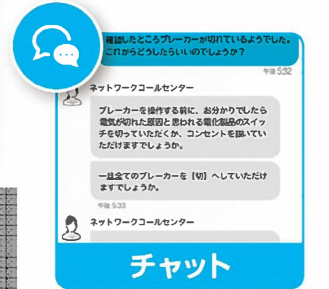 確認したところブレーカーが切れているようでした。
これからどうしたらいいのでしょうか？
午後 5:32
ネットワークコールセンター
ブレーカーを操作する前に、お分かりでしたら
電気が切れた原因と思われる電化製品のスイッ
チを切っていただくか、コンセントを抜いてい
ただけますでしょうか。
一旦全てのブレーカーを【切】へしていただけ
ますでしょうか。
午後 5:33
ネットワークコールセンター
チャット